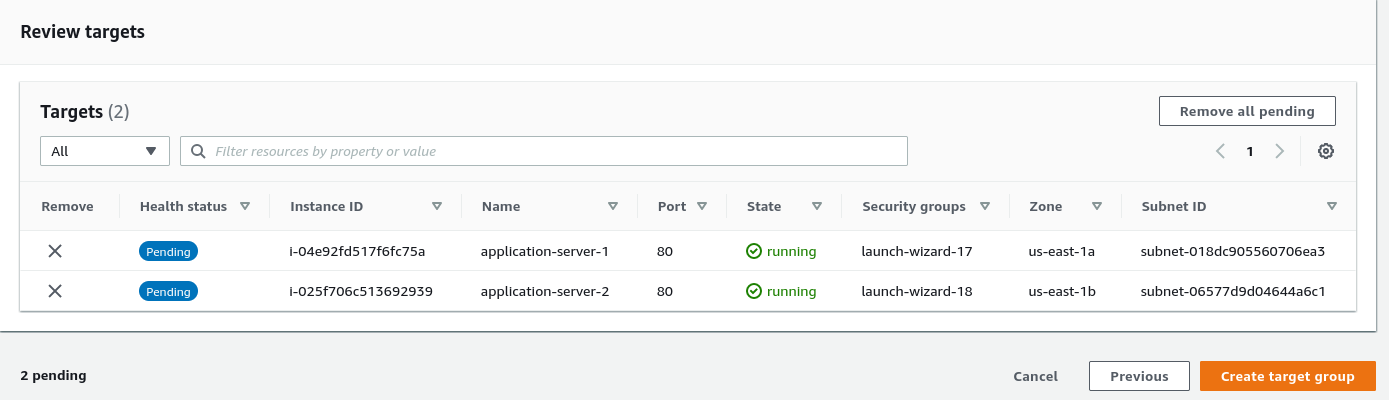 Review targets
Targets (2)
Remove all pending
All
Filter resources by property or value
1
Remove Health status Instance ID Name Port State Security groups Zone Subnet ID
Pending i-04e92fd517f6fc75a application-server-1 80 running launch-wizard-17 us-east-1a subnet-018dc905560706ea3
Pending i-025f706c513692939 application-server-2 80 running launch-wizard-18 us-east-1b subnet-06577d9d04644a6c1
2 pending
Cancel Previous Create target group